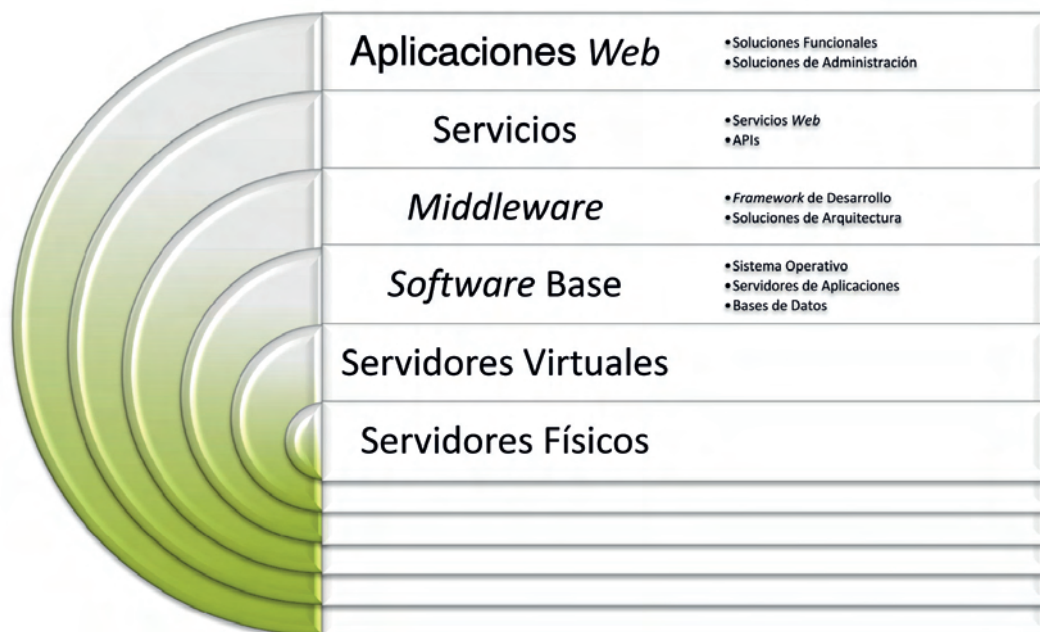 Aplicaciones Web
•Soluciones Funcionales
•Soluciones de Administración
Servicios
•Servicios Web
•APIs
Middleware
•Framework de Desarrollo
•Soluciones de Arquitectura
Software Base
•Sistema Operativo
•Servidores de Aplicaciones
•Bases de Datos
Servidores Virtuales
Servidores Físicos